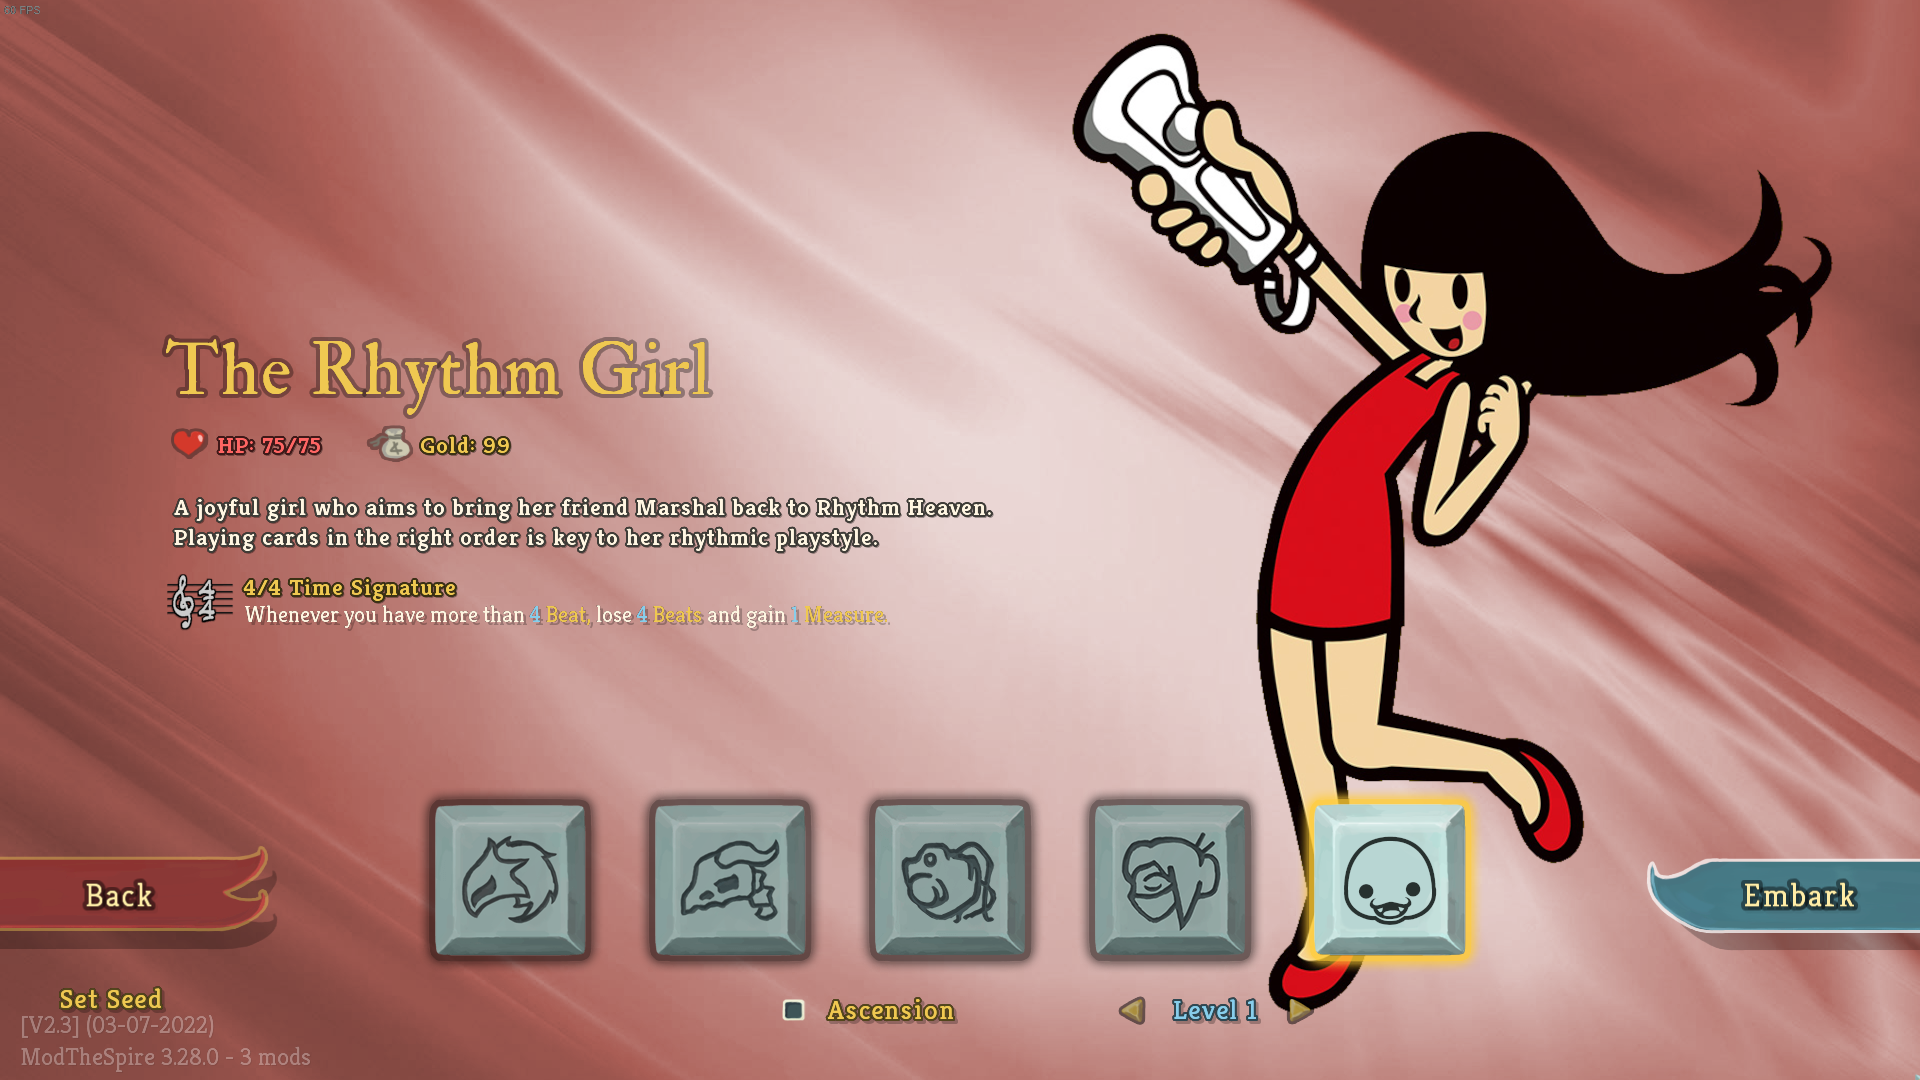 The Rhythm Girl
HP: 75/75 Gold: 99
A joyful girl who aims to bring her friend Marshal back to Rhythm Heaven.
Playing cards in the right order is key to her rhythmic playstyle.
4/4 Time Signature
Whenever you have more than 4 Beat, lose 4 Beats and gain 1 Measure.
Back
Embark
Set Seed
Ascension
Level 1
[V2.3] (03-07-2022)
ModTheSpire 3.28.0 - 3 mods